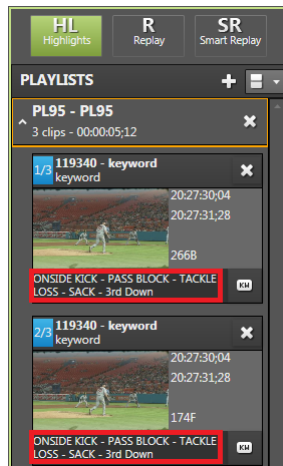 HL
Highlights
R
Replay
SR
Smart Replay
PLAYLISTS
PL95 - PL95
3 clips - 00:00:05;12
1/3
119340 - keyword
keyword
20:27:30;04
20:27:31;28
266B
ONSIDE KICK - PASS BLOCK - TACKLE
LOSS - SACK - 3rd Down
KW
2/3
119340 - keyword
keyword
20:27:30;04
20:27:31;28
174F
ONSIDE KICK - PASS BLOCK - TACKLE
LOSS - SACK - 3rd Down
KW